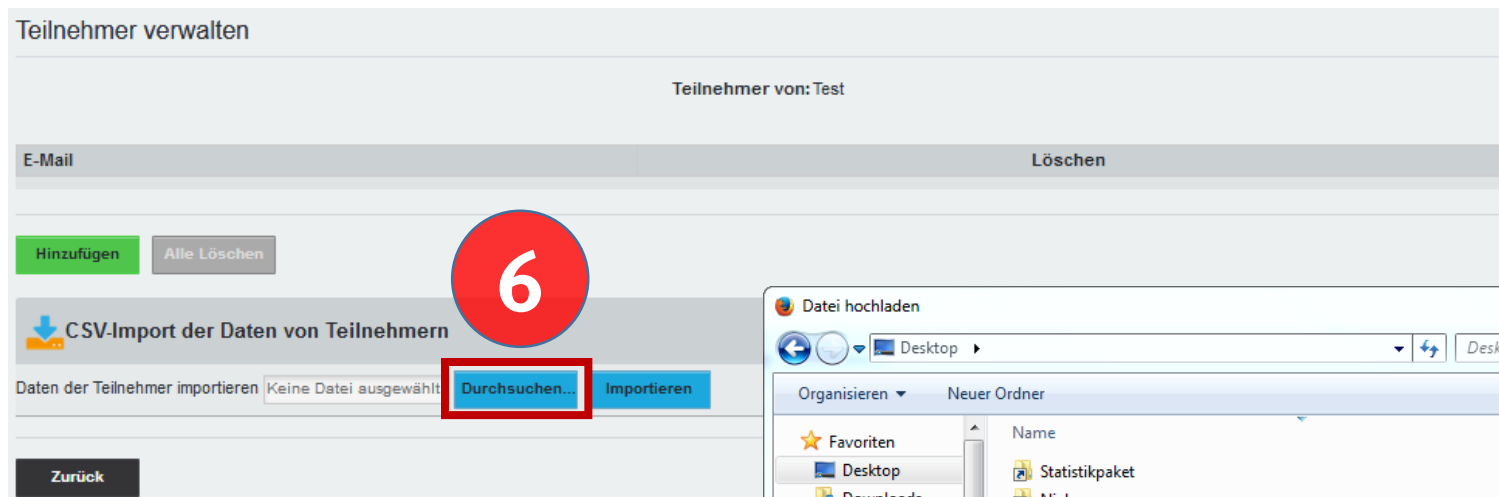 Teilnehmer verwalten
Teilnehmer von: Test
E-Mail Löschen
Hinzufügen Alle Löschen
6
CSV-Import der Daten von Teilnehmern
Daten der Teilnehmer importieren Keine Datei ausgewählt Durchsuchen... Importieren
Zurück
Datei hochladen
Desktop
Organisieren Neuer Ordner
Favoriten
Desktop
Name
Statistikpaket